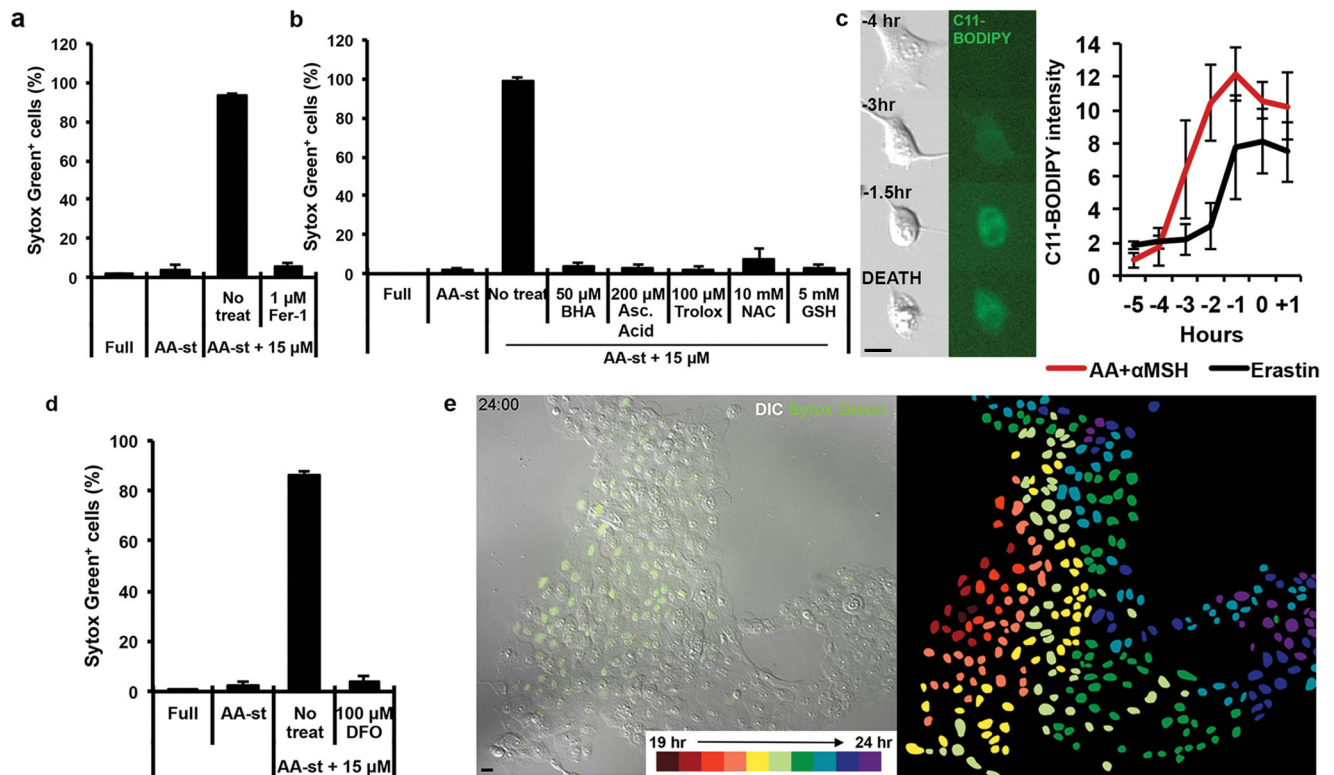 a
Sytox Green⁺ cells (%)
120
100
80
60
40
20
0
Full
AA-st
No treat
1 µM Fer-1
AA-st + 15 µM
b
Sytox Green⁺ cells (%)
120
100
80
60
40
20
0
Full
AA-st
No treat
50 µM BHA
200 µM Asc. Acid
100 µM Trolox
10 mM NAC
5 mM GSH
AA-st + 15 µM
c
-4 hr
-3hr
-1.5hr
DEATH
C11-
BODIPY
C11-BODIPY intensity
14
12
10
8
6
4
2
0
-5 -4 -3 -2 -1 0 +1
Hours
AA+αMSH
Erastin
d
Sytox Green⁺ cells (%)
100
80
60
40
20
0
Full
AA-st
No treat
100 µM DFO
AA-st + 15 µM
e
24:00
DIC Sytox Green
19 hr
24 hr